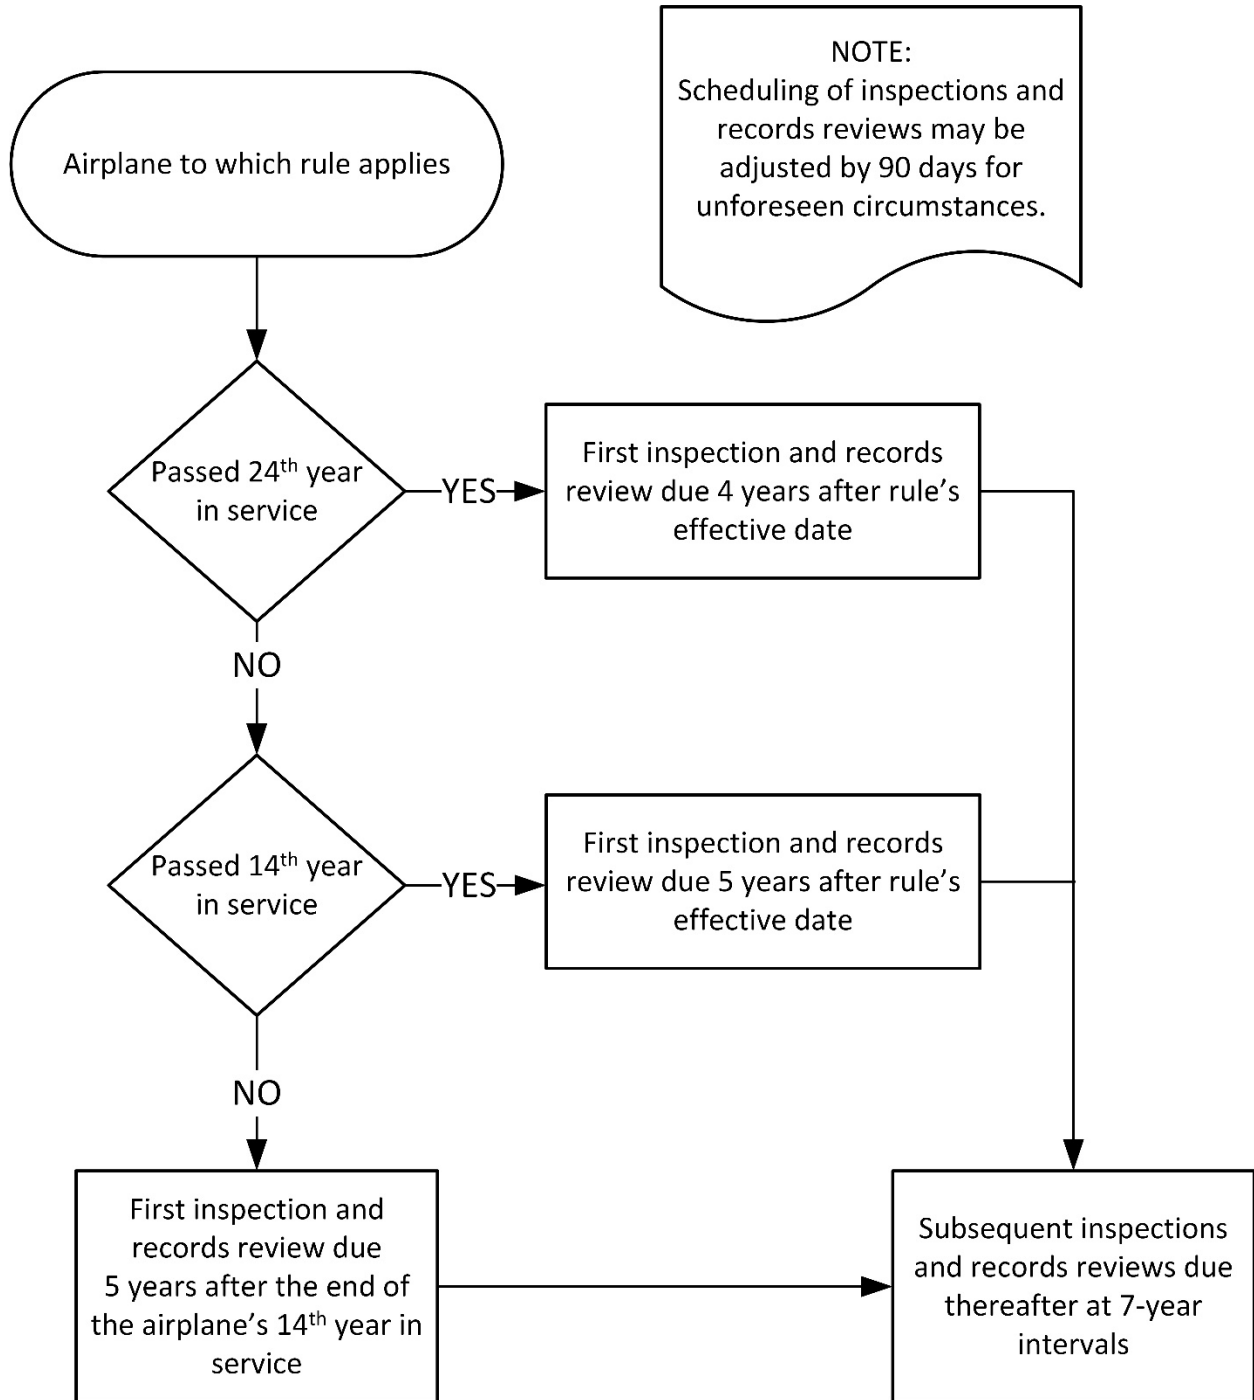 NOTE:
Scheduling of inspections and
records reviews may be
adjusted by 90 days for
unforeseen circumstances.
Airplane to which rule applies
Passed 24th year
in service
YES
First inspection and records
review due 4 years after rule’s
effective date
NO
Passed 14th year
in service
YES
First inspection and records
review due 5 years after rule’s
effective date
NO
First inspection and
records review due
5 years after the end of
the airplane’s 14th year in
service
Subsequent inspections
and records reviews due
thereafter at 7-year
intervals